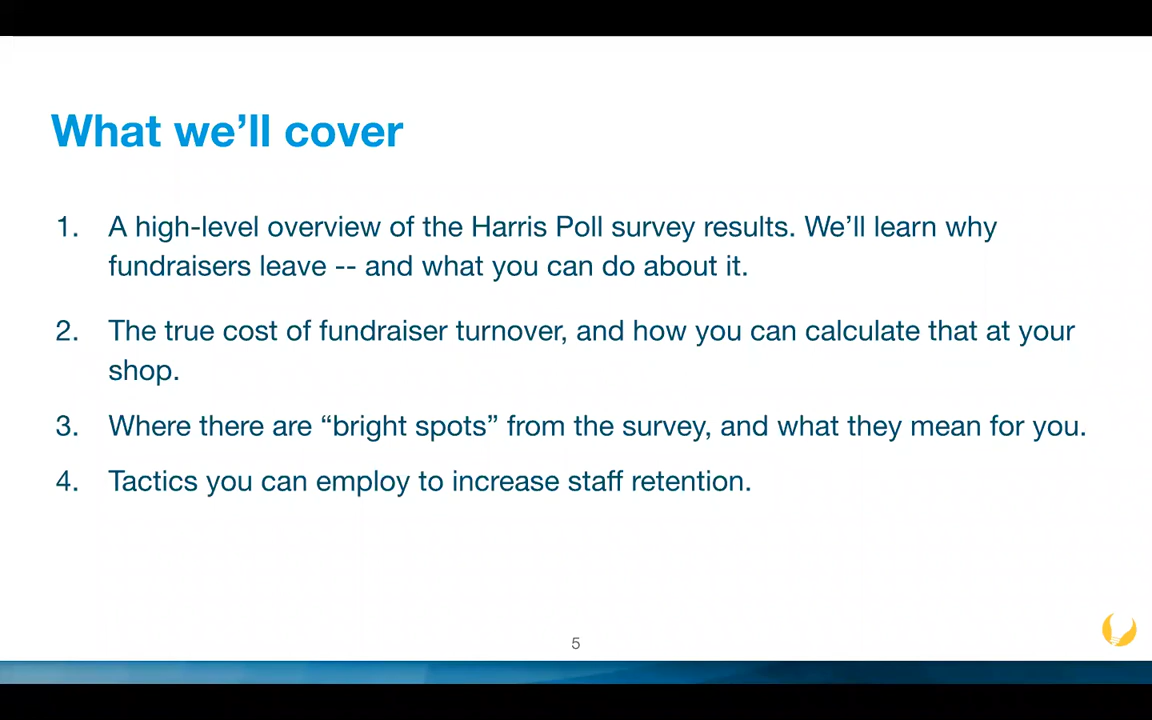 What we’ll cover
1. A high-level overview of the Harris Poll survey results. We’ll learn why
fundraisers leave -- and what you can do about it.
2. The true cost of fundraiser turnover, and how you can calculate that at your
shop.
3. Where there are “bright spots” from the survey, and what they mean for you.
4. Tactics you can employ to increase staff retention.
5